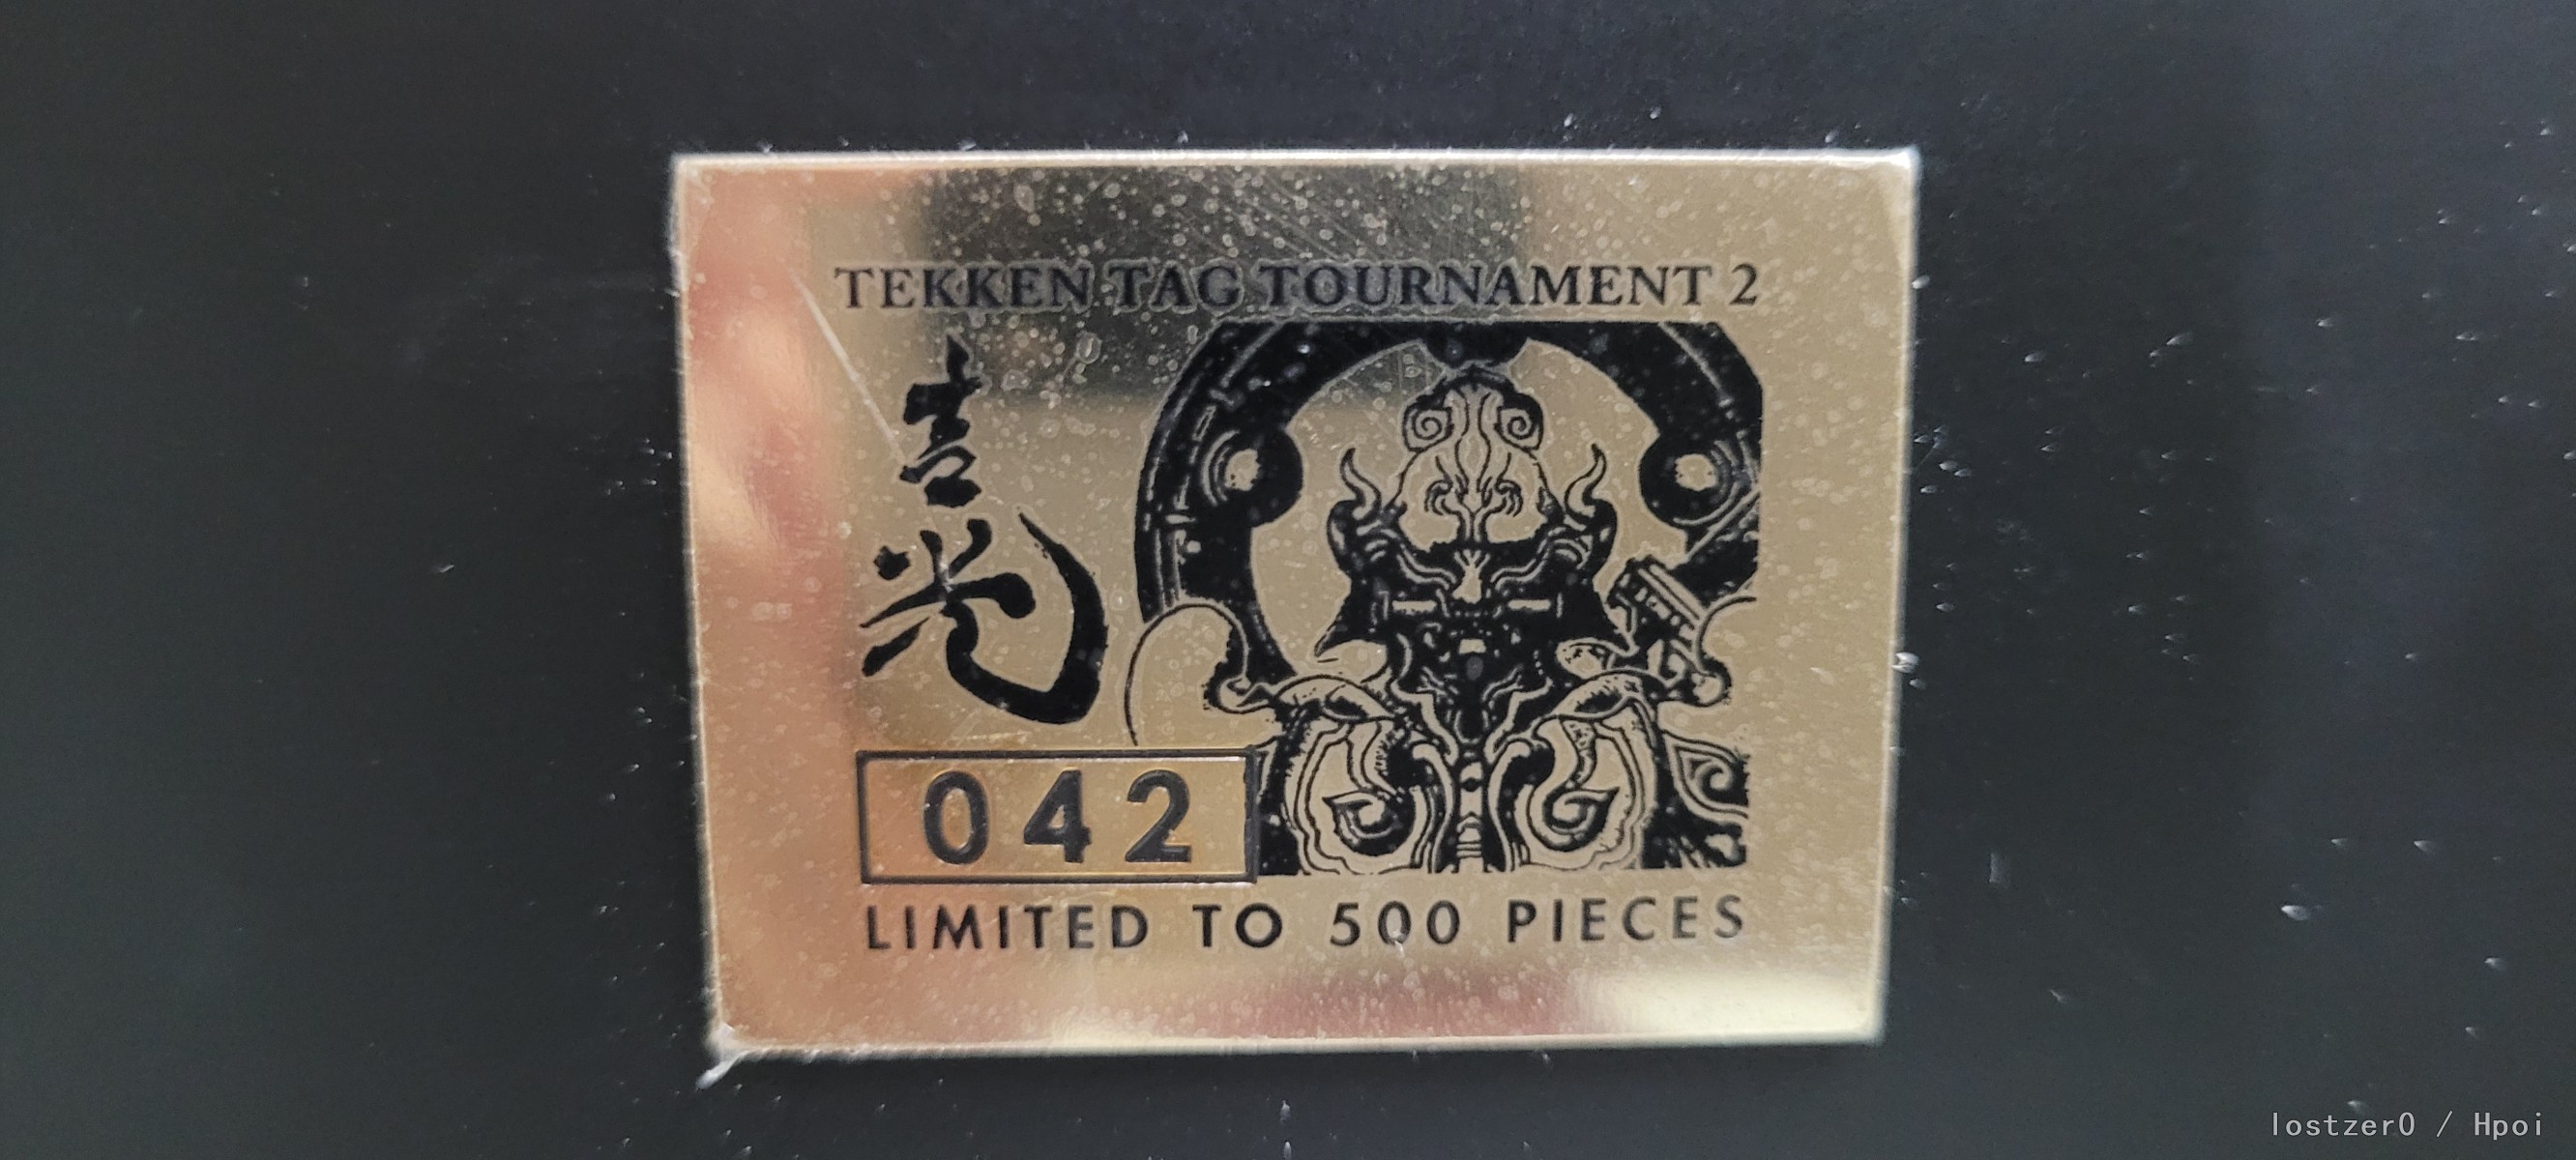 TEKKEN TAG TOURNAMENT 2
吉光
042
LIMITED TO 500 PIECES
lostzer0 / Hpoi